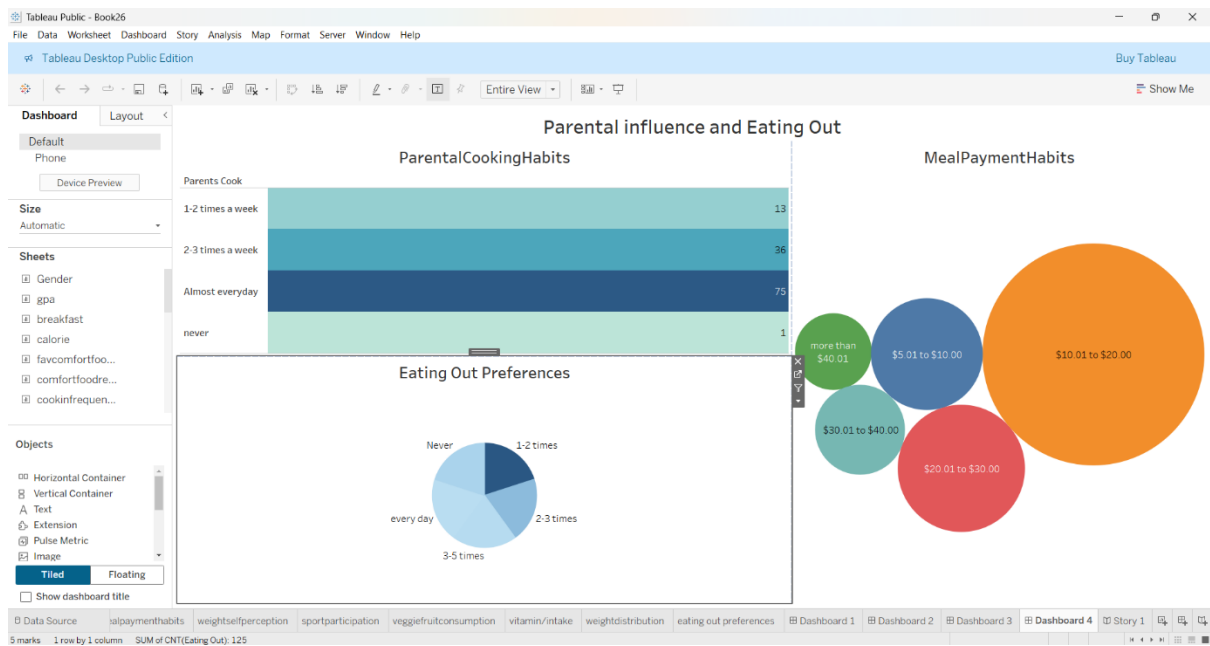 Tableau Public - Book26
File Data Worksheet Dashboard Story Analysis Map Format Server Window Help
Tableau Desktop Public Edition
Buy Tableau
Entire View
Show Me
Dashboard Layout
Default
Phone
Device Preview
Size
Automatic
Sheets
Gender
gpa
breakfast
calorie
favcomfortfoo...
comfortfoodre...
cookinfrequen...
Objects
Horizontal Container
Vertical Container
Text
Extension
Pulse Metric
Image
Tiled Floating
Show dashboard title
Parental influence and Eating Out
ParentalCookingHabits
Parents Cook
1-2 times a week 13
2-3 times a week 36
Almost everyday 75
never 1
Eating Out Preferences
Never 1-2 times
every day 2-3 times
3-5 times
MealPaymentHabits
more than
$40.01
$5.01 to $10.00
$10.01 to $20.00
$30.01 to $40.00
$20.01 to $30.00
Data Source alpaymenthabits weightselfperception sportparticipation veggiefruitconsumption vitamin/intake weightdistribution eating out preferences Dashboard 1 Dashboard 2 Dashboard 3 Dashboard 4 Story 1
5 marks 1 row by 1 column SUM of CNT(Eating Out): 125